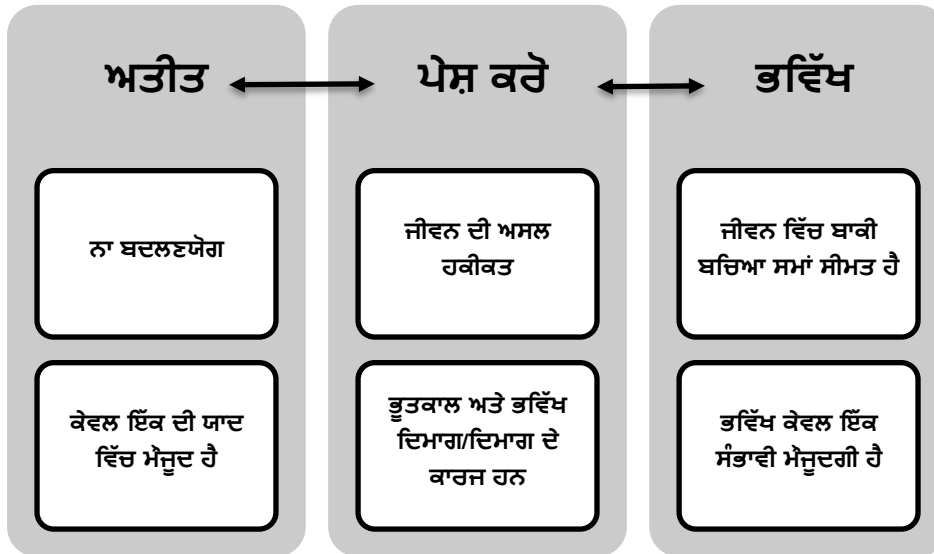 ਅਤੀਤ
ਨਾ ਬਦਲਣਯੋਗ
ਕੇਵਲ ਇੱਕ ਦੀ ਯਾਦ
ਵਿੱਚ ਮੌਜੂਦ ਹੈ
ਪੇਸ਼ ਕਰੋ
ਜੀਵਨ ਦੀ ਅਸਲ
ਹਕੀਕਤ
ਭੂਤਕਾਲ ਅਤੇ ਭਵਿੱਖ
ਦਿਮਾਗ/ਦਿਮਾਗ ਦੇ
ਕਾਰਜ ਹਨ
ਭਵਿੱਖ
ਜੀਵਨ ਵਿੱਚ ਬਾਕੀ
ਬਚਿਆ ਸਮਾਂ ਸੀਮਤ ਹੈ
ਭਵਿੱਖ ਕੇਵਲ ਇੱਕ
ਸੰਭਾਵੀ ਮੌਜੂਦਗੀ ਹੈ